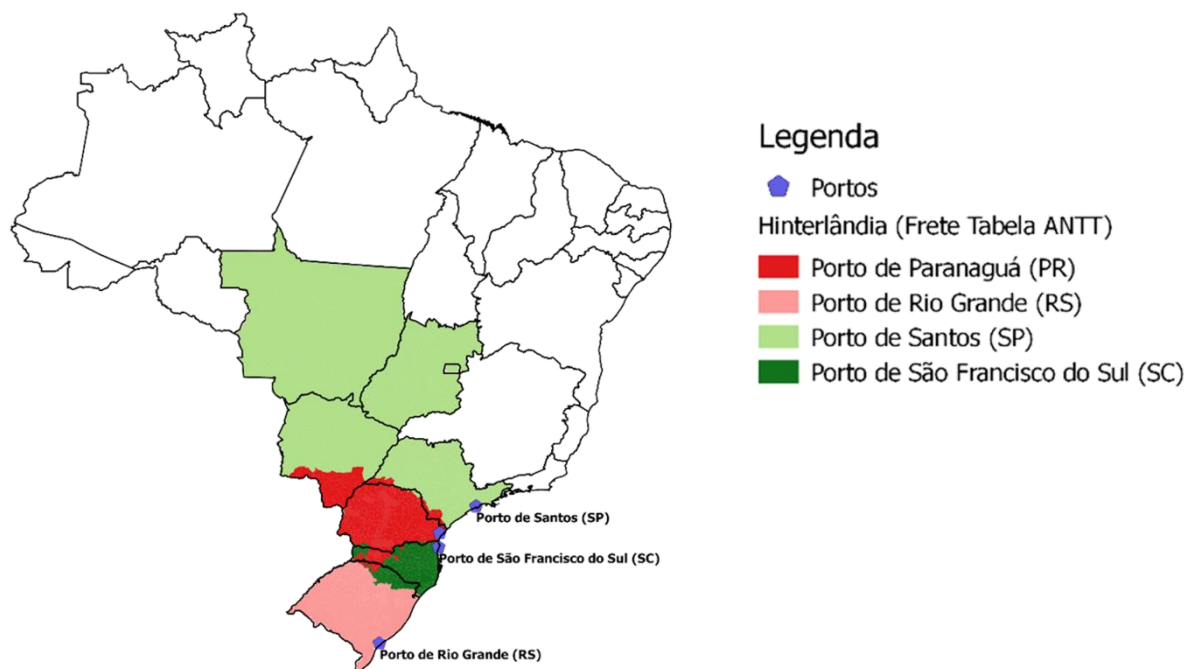 Legenda
Portos
Hinterlândia (Frete Tabela ANTT)
Porto de Paranaguá (PR)
Porto de Rio Grande (RS)
Porto de Santos (SP)
Porto de São Francisco do Sul (SC)
Porto de Santos (SP)
Porto de São Francisco do Sul (SC)
Porto de Rio Grande (RS)